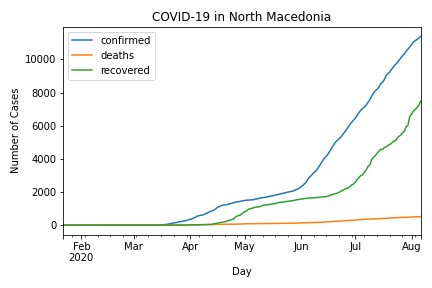 COVID-19 in North Macedonia
confirmed
deaths
recovered
Number of Cases
10000
8000
6000
4000
2000
0
Feb
2020
Mar
Apr
May
Jun
Jul
Aug
Day